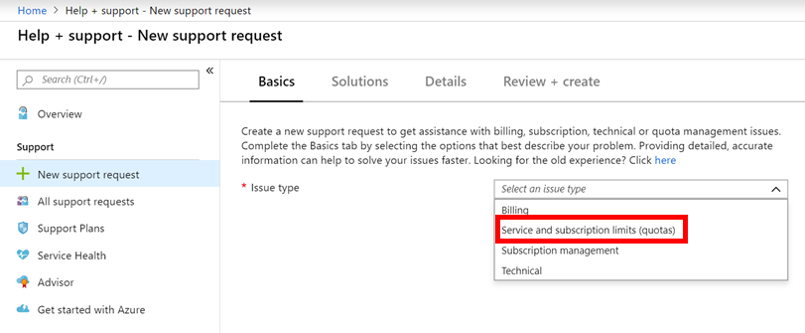 Home > Help + support - New support request
Help + support - New support request
Search (Ctrl+/)
«
Overview
Support
New support request
All support requests
Support Plans
Service Health
Advisor
Get started with Azure
Basics Solutions Details Review + create
Create a new support request to get assistance with billing, subscription, technical or quota management issues.
Complete the Basics tab by selecting the options that best describe your problem. Providing detailed, accurate
information can help to solve your issues faster. Looking for the old experience? Click here
* Issue type
Select an issue type
Billing
Service and subscription limits (quotas)
Subscription management
Technical